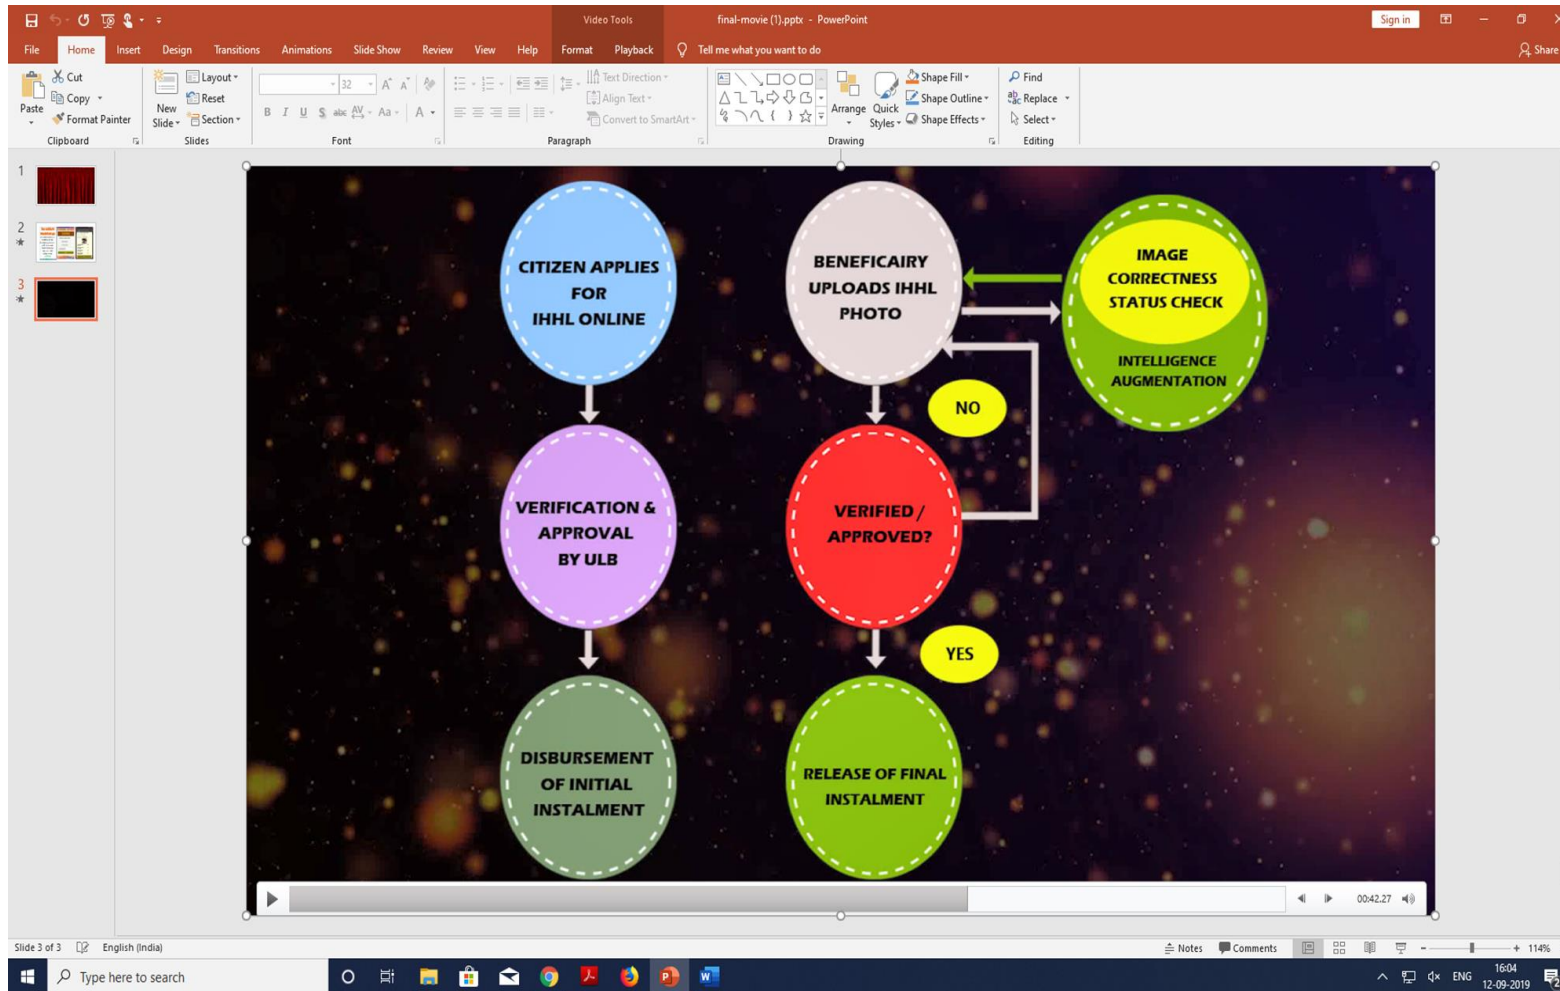 Video Tools
final-movie (1).pptx - PowerPoint
Sign in
File Home Insert Design Transitions Animations Slide Show Review View Help Format Playback Tell me what you want to do Share
Paste
Cut
Copy
Format Painter
Clipboard
New
Slide
Layout
Reset
Section
Slides
32
B I U S abc AV Aa A
Font
Text Direction
Align Text
Convert to SmartArt
Paragraph
Arrange
Quick
Styles
Shape Fill
Shape Outline
Shape Effects
Drawing
Find
Replace
Select
Editing
1
2
3
CITIZEN APPLIES
FOR
IHHL ONLINE
VERIFICATION &
APPROVAL
BY ULB
DISBURSEMENT
OF INITIAL
INSTALMENT
BENEFICAIRY
UPLOADS IHHL
PHOTO
IMAGE
CORRECTNESS
STATUS CHECK
INTELLIGENCE
AUGMENTATION
NO
VERIFIED /
APPROVED?
YES
RELEASE OF FINAL
INSTALMENT
00:42.27
Slide 3 of 3 English (India)
Notes Comments 114%
Type here to search
ENG
16:04
12-09-2019